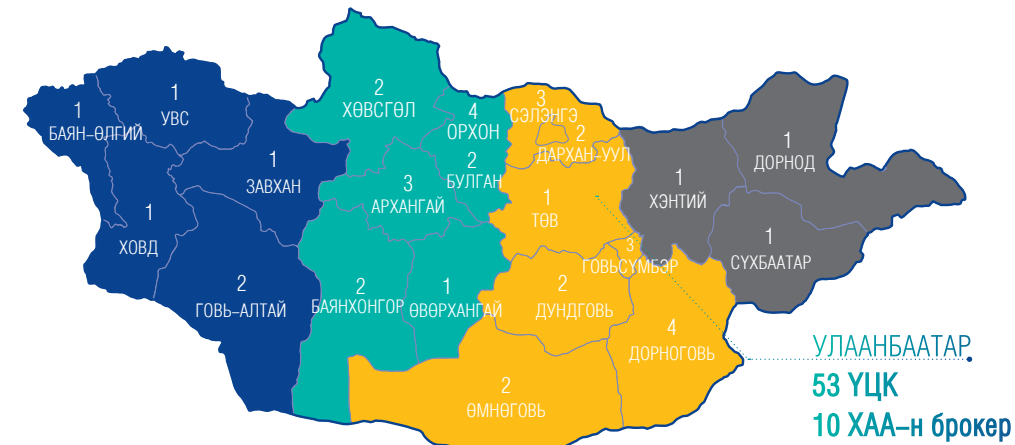 1
БАЯН-ӨЛГИЙ
1
УВС
1
ЗАВХАН
1
ХОВД
2
ГОВЬ-АЛТАЙ
2
ХӨВСГӨЛ
4
ОРХОН
2
БУЛГАН
3
АРХАНГАЙ
2
БАЯНХОНГОР
1
ӨВӨРХАНГАЙ
3
СЭЛЭНГЭ
2
ДАРХАН-УУЛ
1
ТӨВ
3
ГОВЬСҮМБЭР
2
ДУНДГОВЬ
4
ДОРНОГОВЬ
2
ӨМНӨГОВЬ
1
ХЭНТИЙ
1
ДОРНОД
1
СҮХБААТАР
УЛААНБААТАР
53 ҮЦК
10 ХАА-н брокер